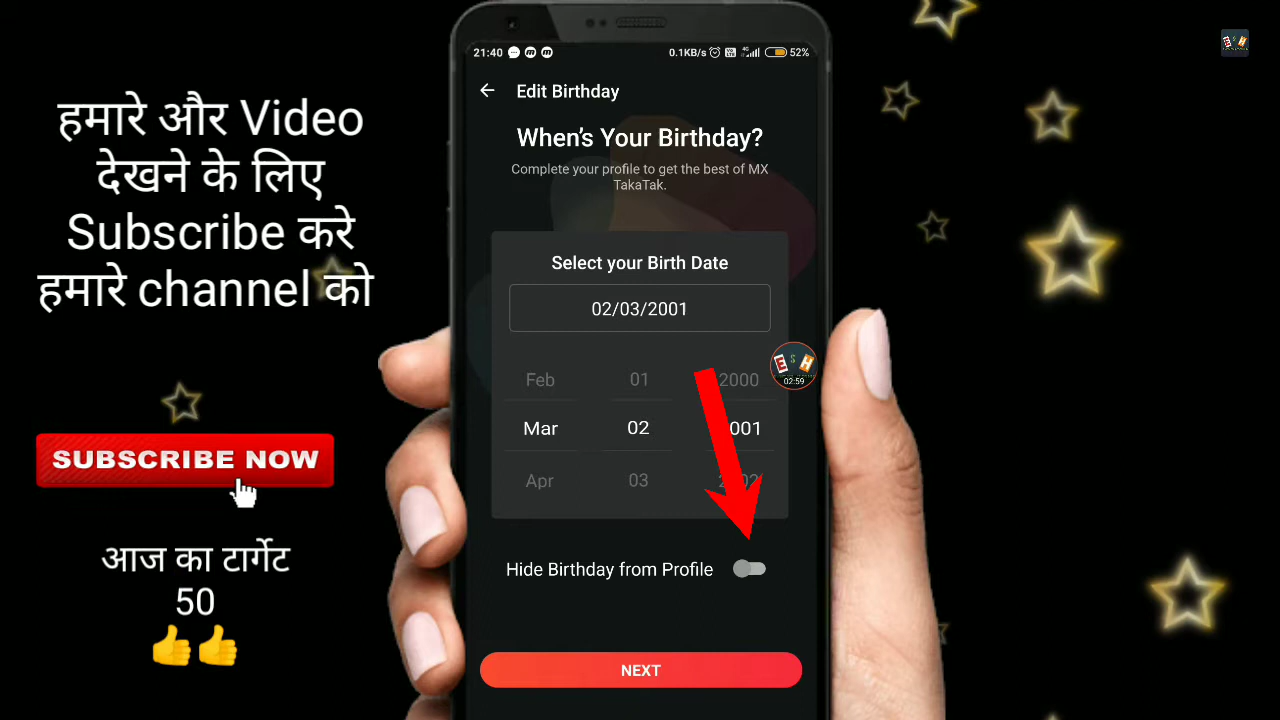 हमारे और Video
देखने के लिए
Subscribe करे
हमारे channel को
SUBSCRIBE NOW
आज का टार्गेट
50
21:40
0.1KB/s
4G
52%
Edit Birthday
When's Your Birthday?
Complete your profile to get the best of MX
TakaTak.
Select your Birth Date
02/03/2001
Feb 01 2000
Mar 02 001
Apr 03
E $ H
02:59
Hide Birthday from Profile
NEXT
E $ H